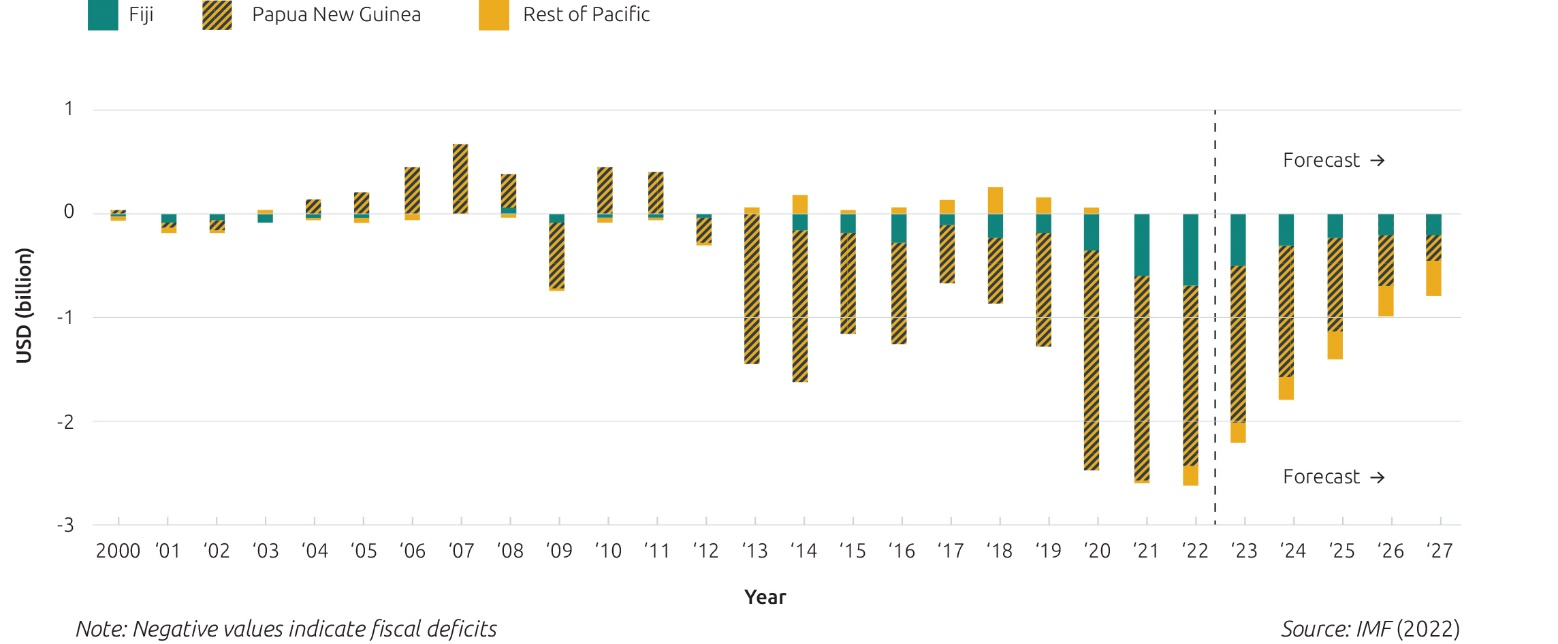 Fiji Papua New Guinea Rest of Pacific
1
Forecast →
0
USD (billion)
-1
-2
Forecast →
-3
2000 ‘01 ‘02 ‘03 ‘04 ‘05 ‘06 ‘07 ‘08 ‘09 ‘10 ‘11 ‘12 ‘13 ‘14 ‘15 ‘16 ‘17 ‘18 ‘19 ‘20 ‘21 ‘22 ‘23 ‘24 ‘25 ‘26 ‘27
Year
Note: Negative values indicate fiscal deficits Source: IMF (2022)